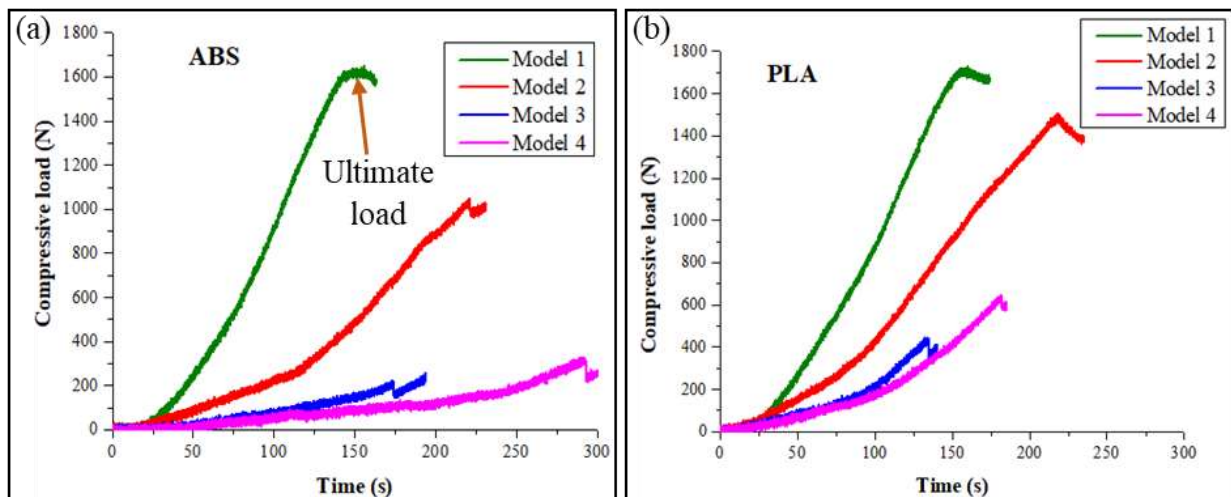 (a)
ABS
Model 1
Model 2
Model 3
Model 4
Ultimate
load
1800
1600
1400
1200
1000
800
600
400
200
0
Compressive load (N)
0 50 100 150 200 250 300
Time (s)
(b)
PLA
Model 1
Model 2
Model 3
Model 4
1800
1600
1400
1200
1000
800
600
400
200
0
Compressive load (N)
0 50 100 150 200 250 300
Time (s)